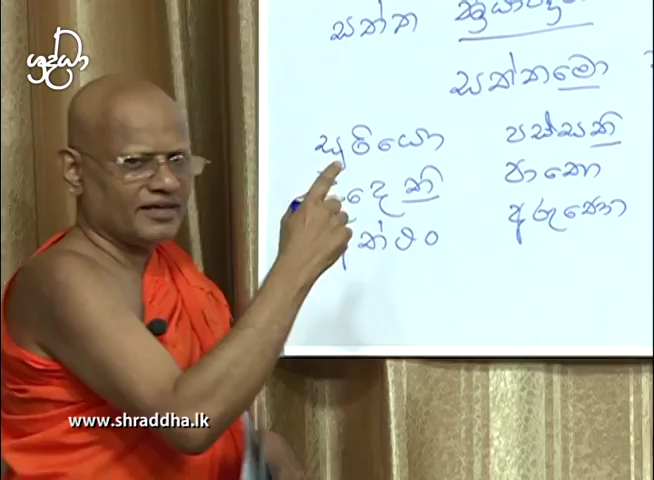 ශ්‍රද්ධා
සත්ත
සත්තමො
සූරියො පස්සති
දෙති පාතො
අරුණො
www.shraddha.lk